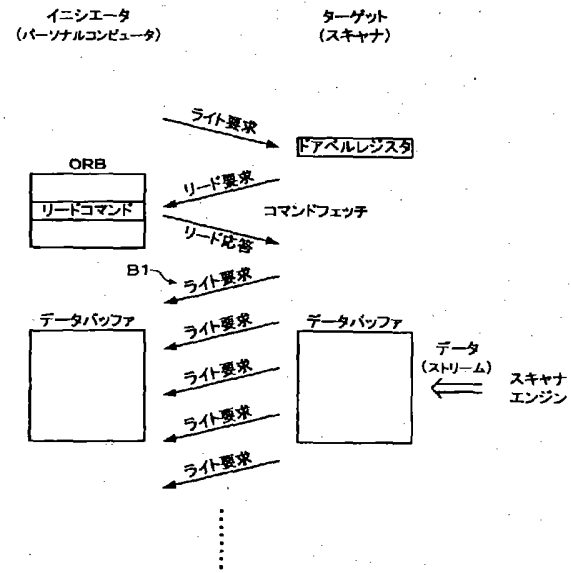 イニシエータ
(パーソナルコンピュータ)
ターゲット
(スキャナ)
ライト要求
ドアベルレジスタ
ORB
リード要求
リードコマンド
コマンドフェッチ
リード応答
B1
ライト要求
データバッファ
ライト要求
データバッファ
データ
(ストリーム)
スキャナ
エンジン
ライト要求
ライト要求
ライト要求